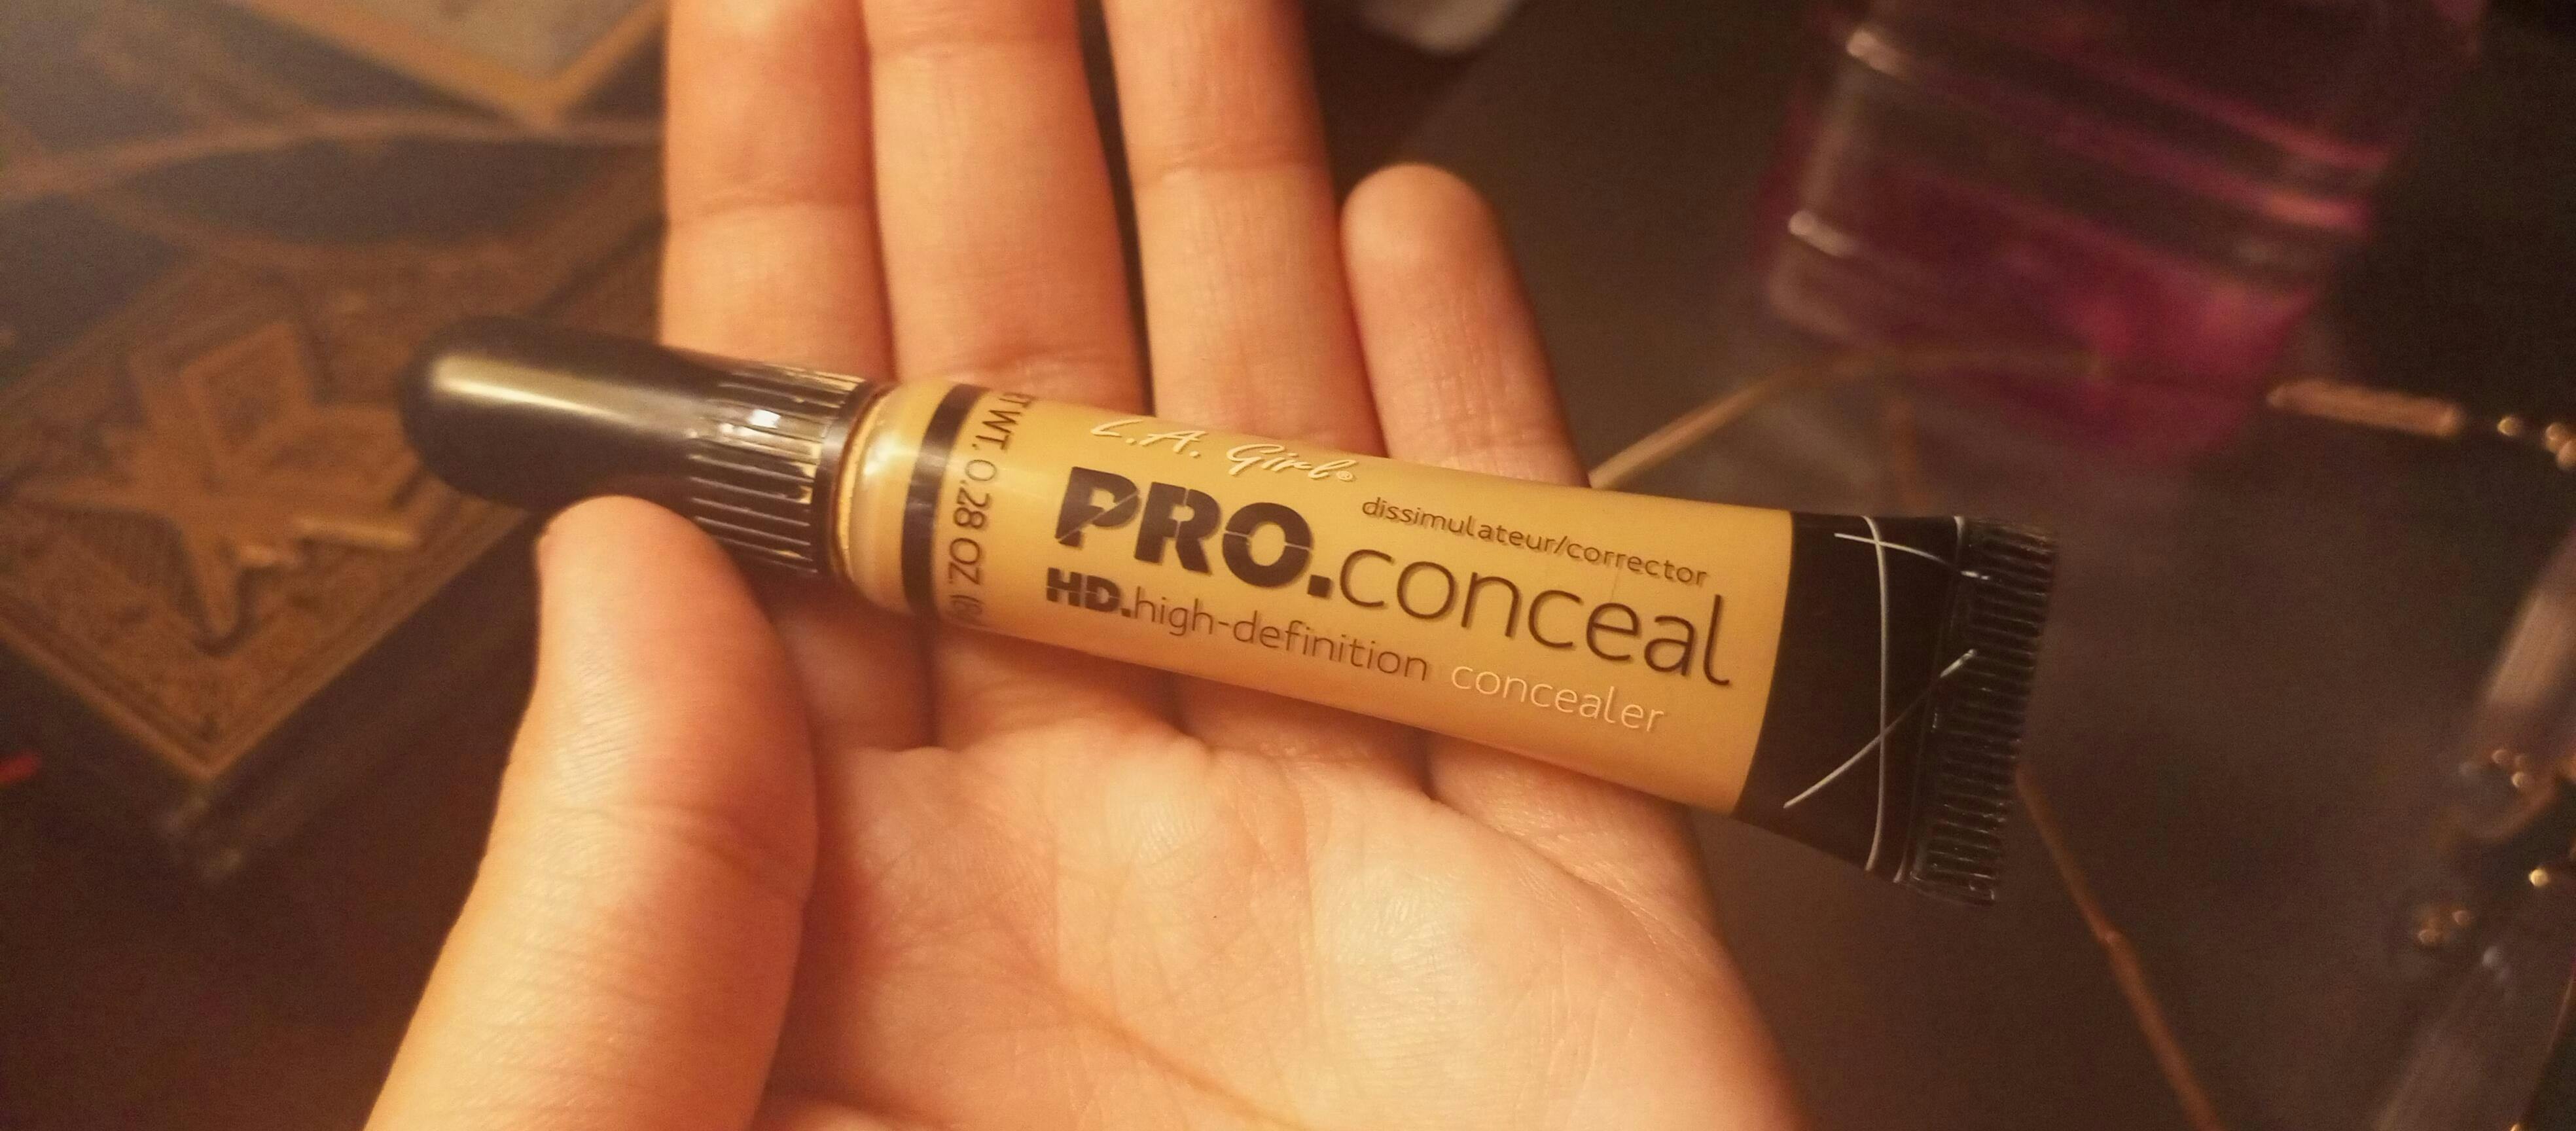 L.A. Girl®
dissimulateur/corrector
PRO.conceal
HD.high-definition concealer
WT. 0.28 OZ.